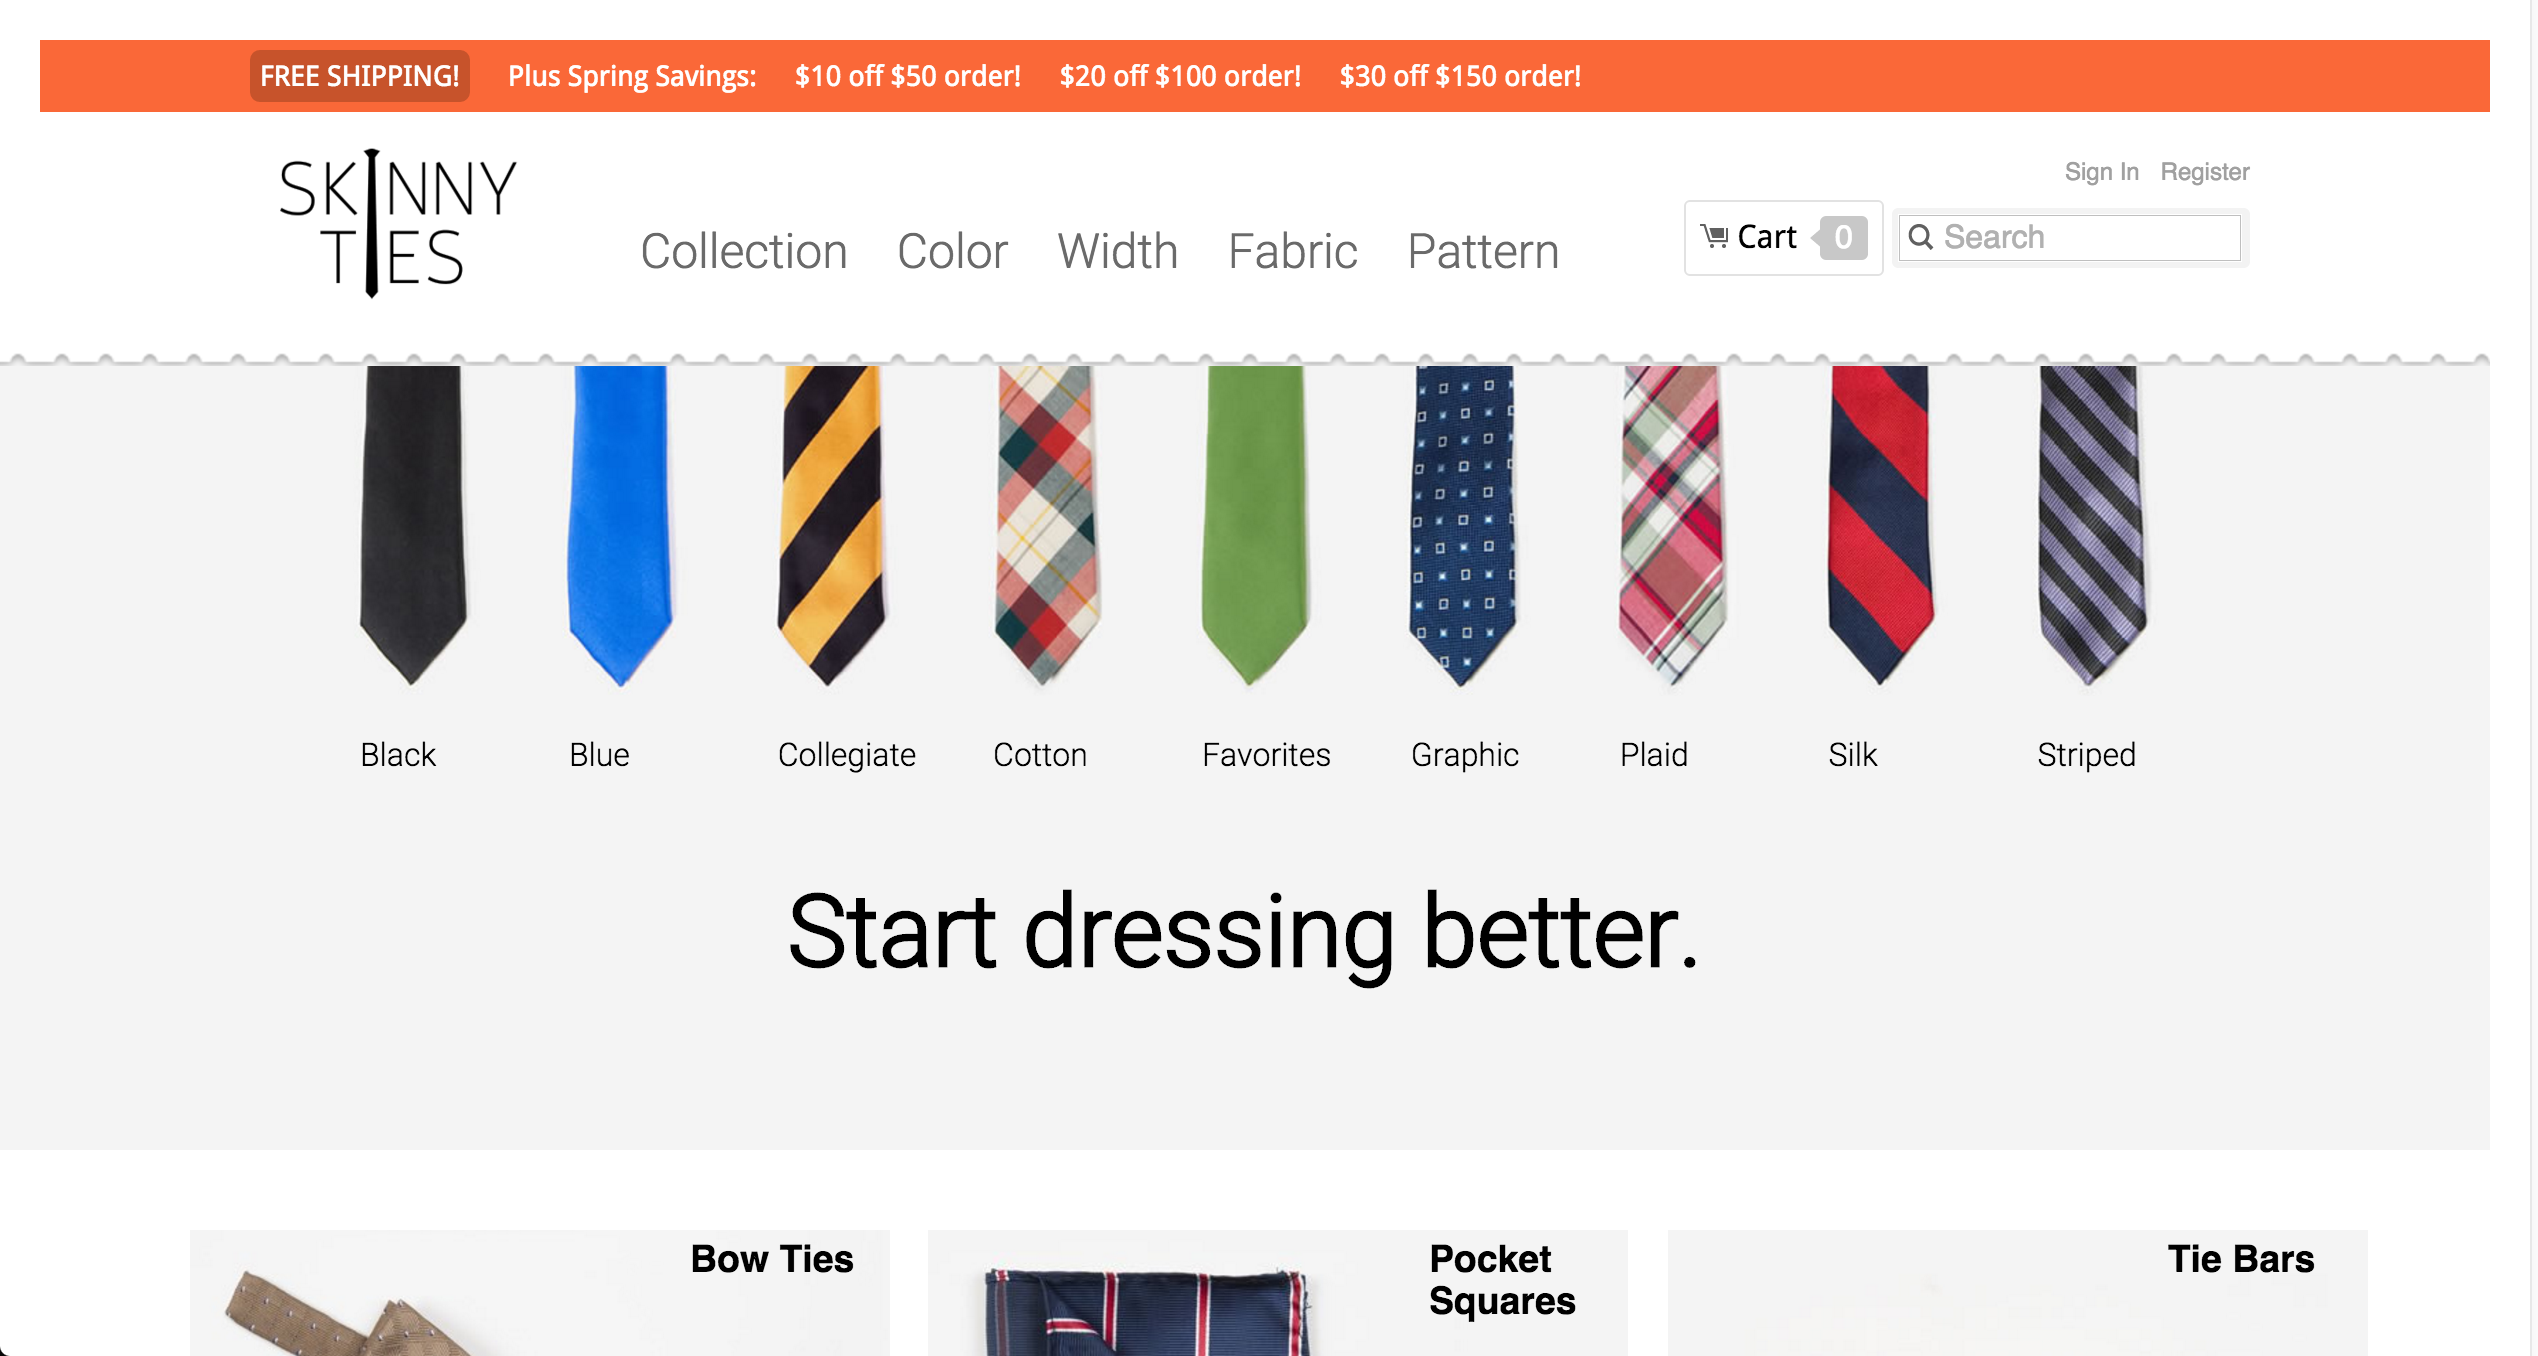 FREE SHIPPING! Plus Spring Savings: $10 off $50 order! $20 off $100 order! $30 off $150 order!
SKINNY
TIES
Sign In Register
Collection Color Width Fabric Pattern
Cart 0
Search
Black Blue Collegiate Cotton Favorites Graphic Plaid Silk Striped
Start dressing better.
Bow Ties
Pocket
Squares
Tie Bars